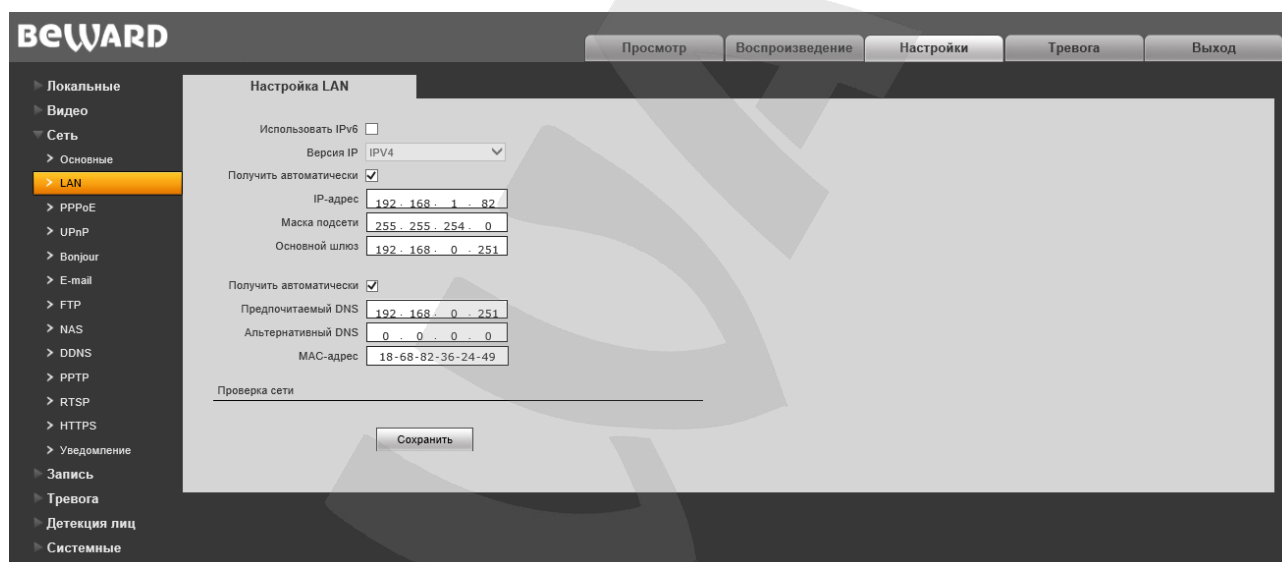 BEWARD
Просмотр Воспроизведение Настройки Тревога Выход
Локальные
Видео
Сеть
Основные
LAN
PPPoE
UPnP
Bonjour
E-mail
FTP
NAS
DDNS
PPTP
RTSP
HTTPS
Уведомление
Запись
Тревога
Детекция лиц
Системные
Настройка LAN
Использовать IPv6
Версия IP IPV4
Получить автоматически
IP-адрес 192 . 168 . 1 . 82
Маска подсети 255 . 255 . 254 . 0
Основной шлюз 192 . 168 . 0 . 251
Получить автоматически
Предпочитаемый DNS 192 . 168 . 0 . 251
Альтернативный DNS 0 . 0 . 0 . 0
MAC-адрес 18-68-82-36-24-49
Проверка сети
Сохранить